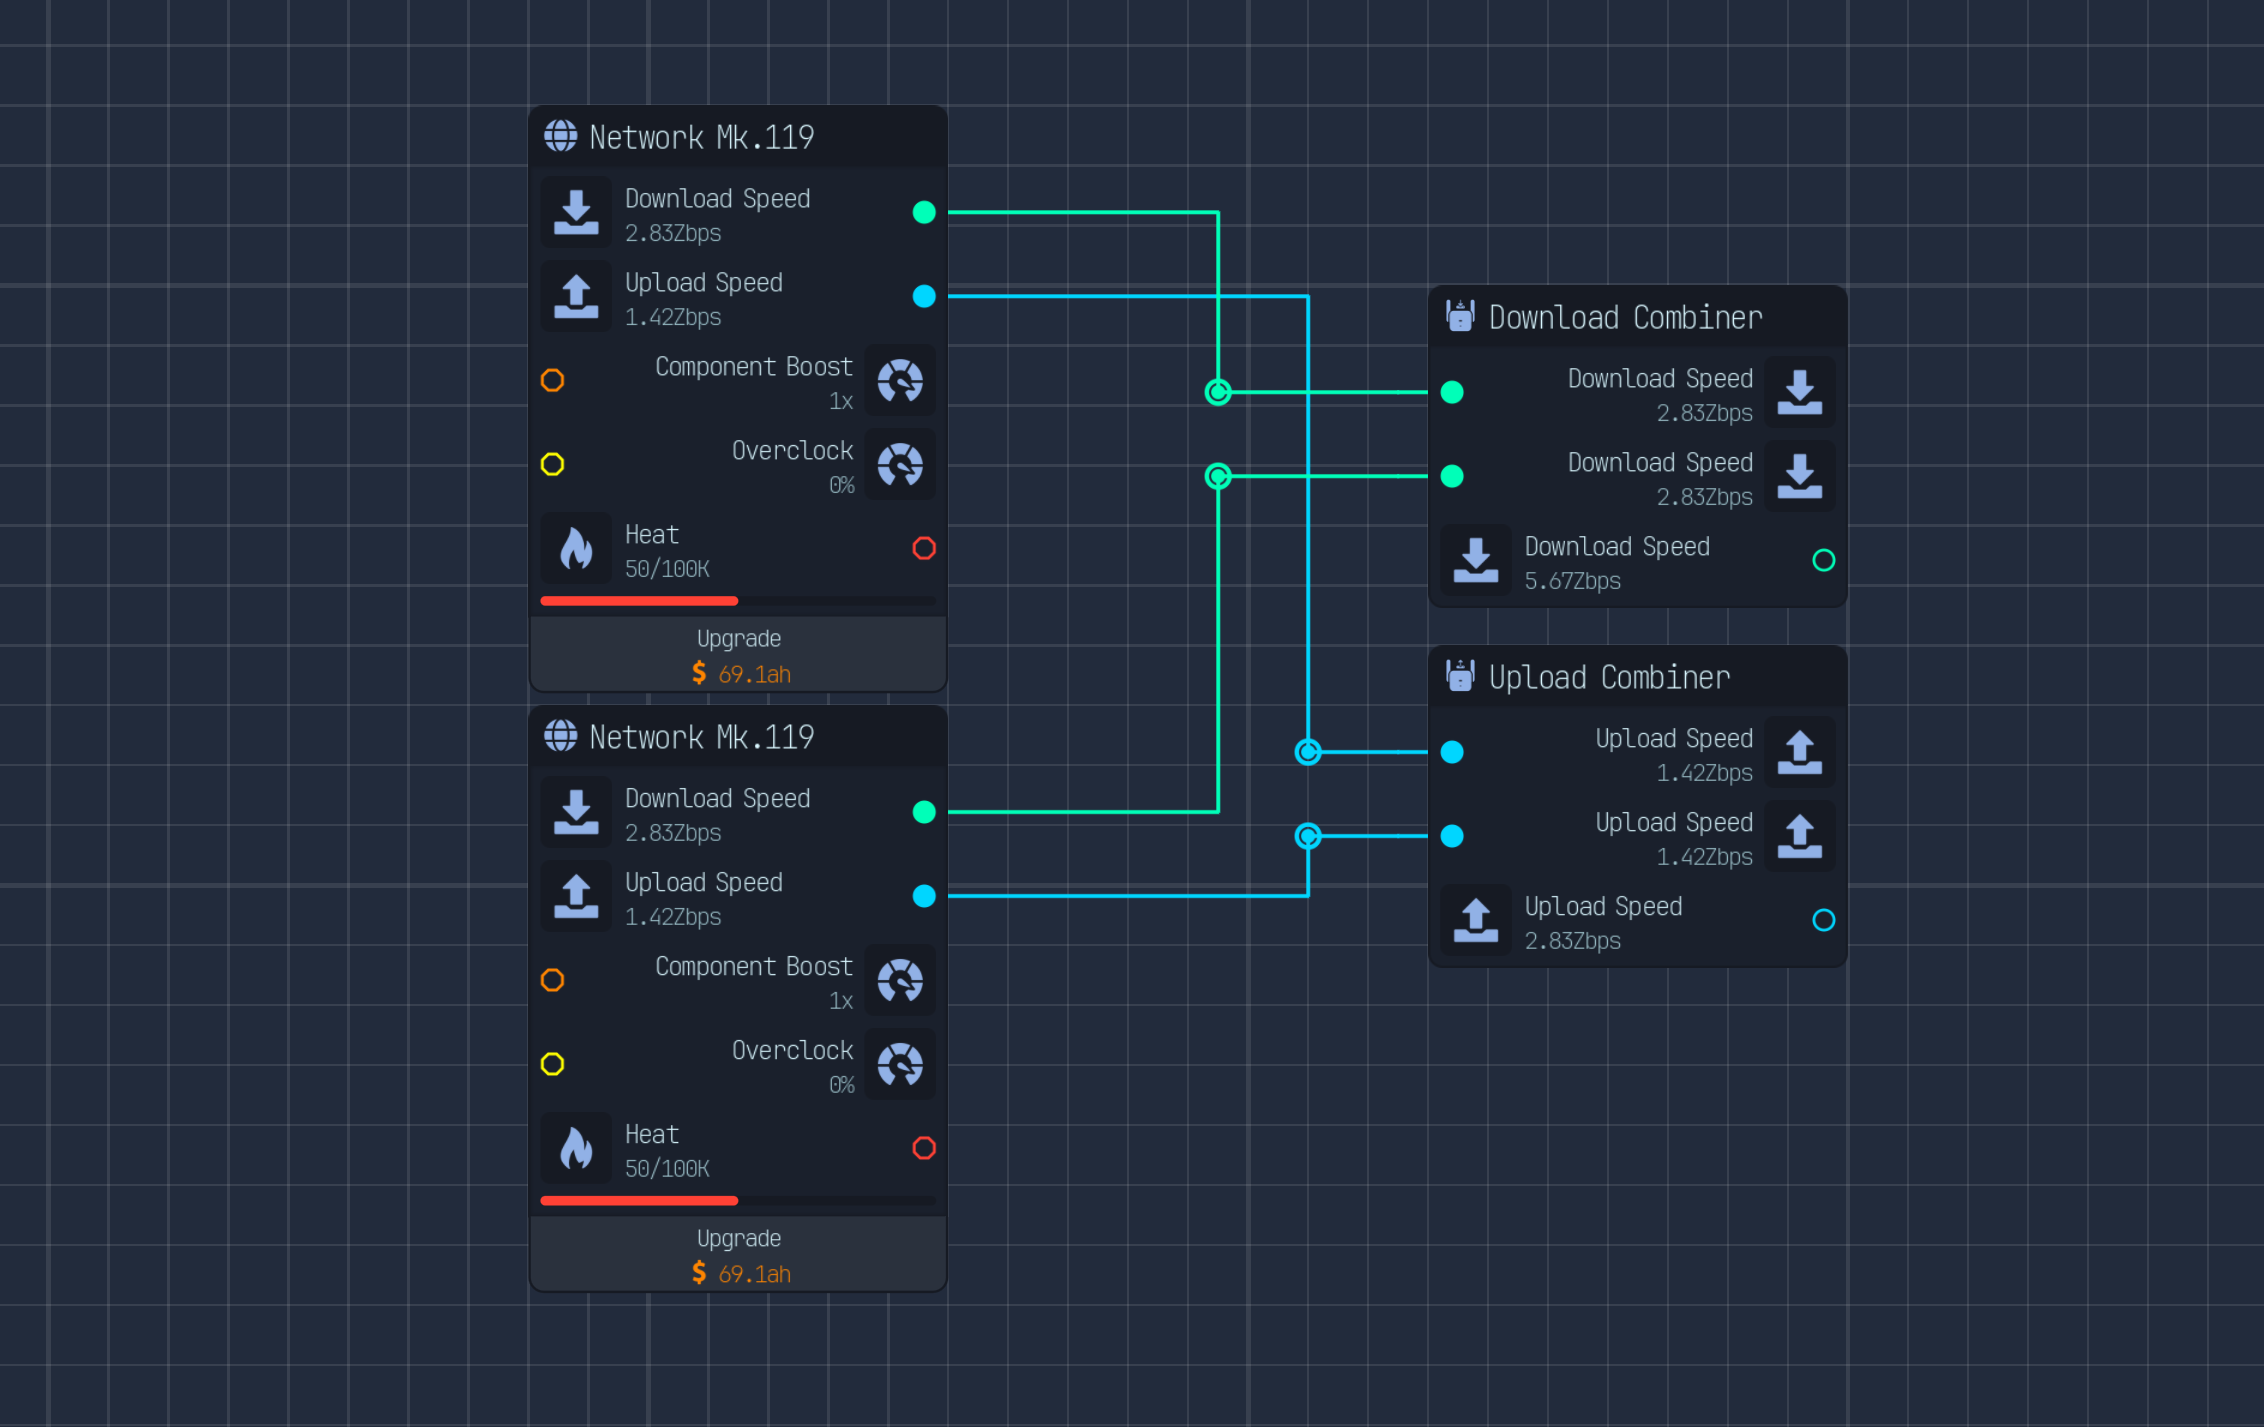 Network Mk.119
Download Speed
2.83Zbps
Upload Speed
1.42Zbps
Component Boost
1x
Overclock
0%
Heat
50/100K
Upgrade
$ 69.1ah
Network Mk.119
Download Speed
2.83Zbps
Upload Speed
1.42Zbps
Component Boost
1x
Overclock
0%
Heat
50/100K
Upgrade
$ 69.1ah
Download Combiner
Download Speed
2.83Zbps
Download Speed
2.83Zbps
Download Speed
5.67Zbps
Upload Combiner
Upload Speed
1.42Zbps
Upload Speed
1.42Zbps
Upload Speed
2.83Zbps